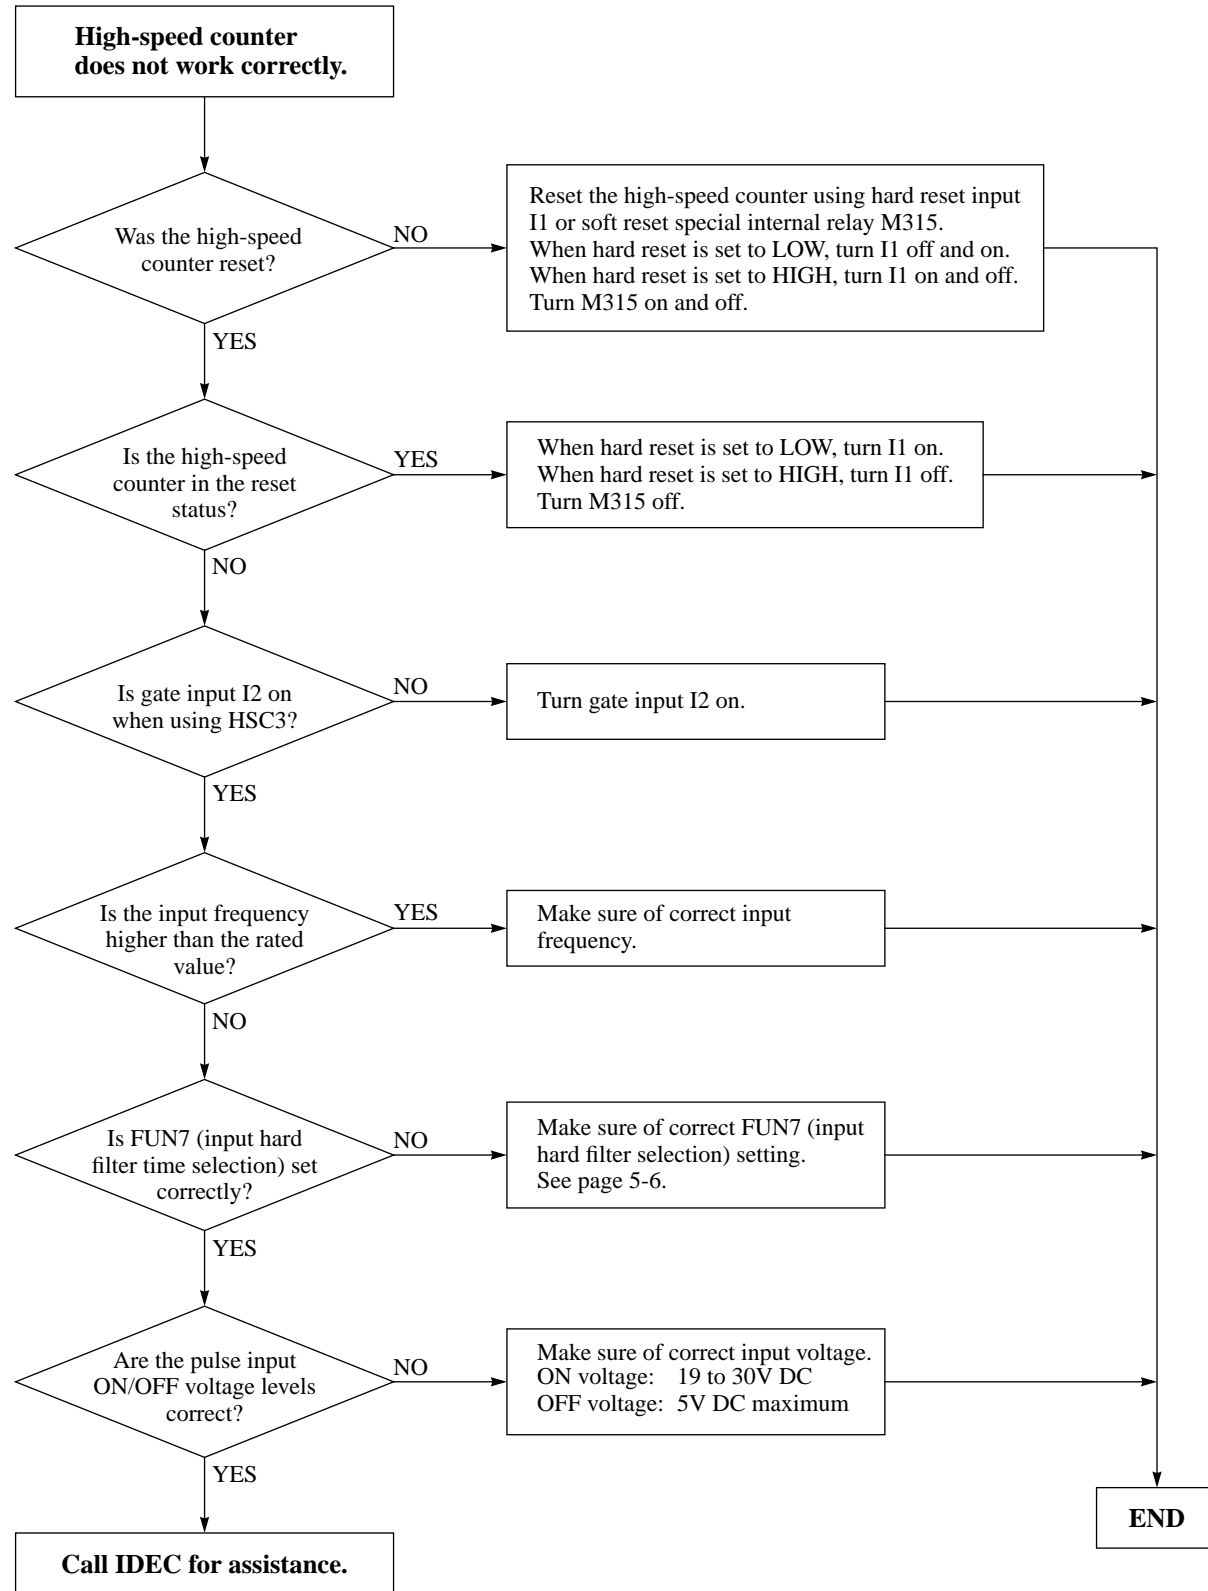 High-speed counter
does not work correctly.
Was the high-speed
counter reset?
NO
Reset the high-speed counter using hard reset input
I1 or soft reset special internal relay M315.
When hard reset is set to LOW, turn I1 off and on.
When hard reset is set to HIGH, turn I1 on and off.
Turn M315 on and off.
YES
Is the high-speed
counter in the reset
status?
YES
When hard reset is set to LOW, turn I1 on.
When hard reset is set to HIGH, turn I1 off.
Turn M315 off.
NO
Is gate input I2 on
when using HSC3?
NO
Turn gate input I2 on.
YES
Is the input frequency
higher than the rated
value?
YES
Make sure of correct input
frequency.
NO
Is FUN7 (input hard
filter time selection) set
correctly?
NO
Make sure of correct FUN7 (input
hard filter selection) setting.
See page 5-6.
YES
Are the pulse input
ON/OFF voltage levels
correct?
NO
Make sure of correct input voltage.
ON voltage: 19 to 30V DC
OFF voltage: 5V DC maximum
YES
END
Call IDEC for assistance.